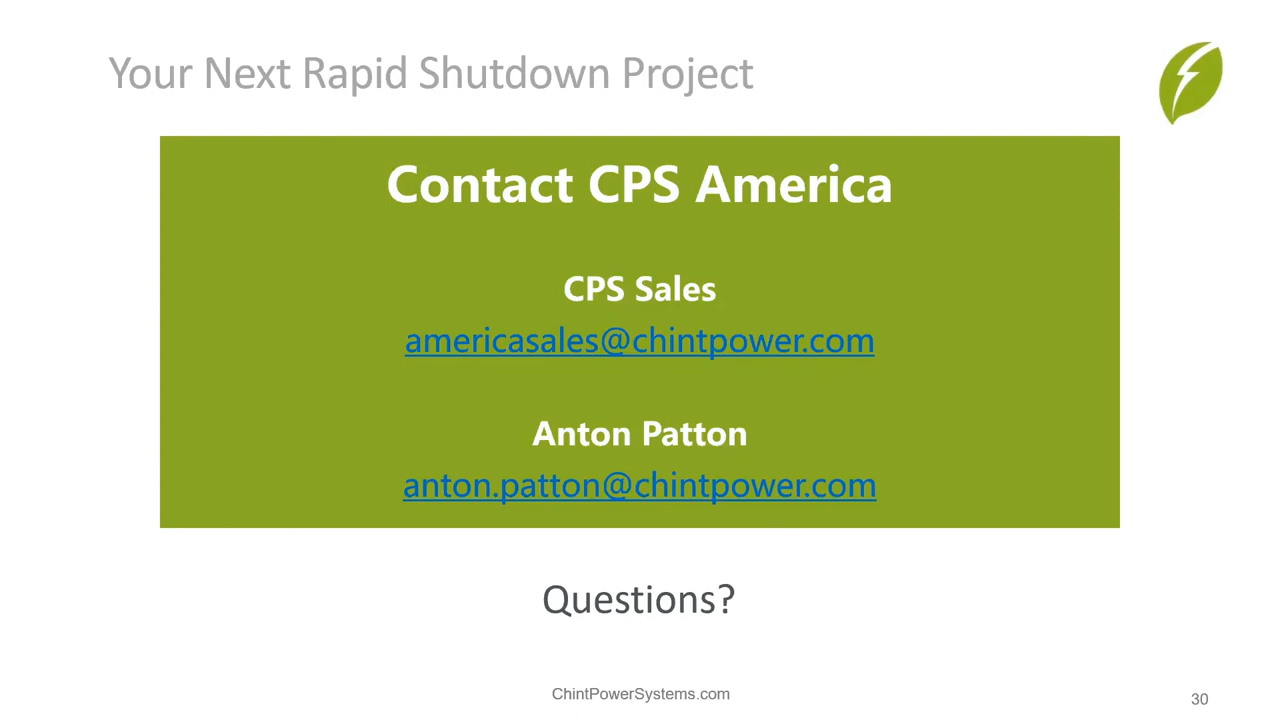 Your Next Rapid Shutdown Project
Contact CPS America
CPS Sales
americasales@chintpower.com
Anton Patton
anton.patton@chintpower.com
Questions?
ChintPowerSystems.com
30